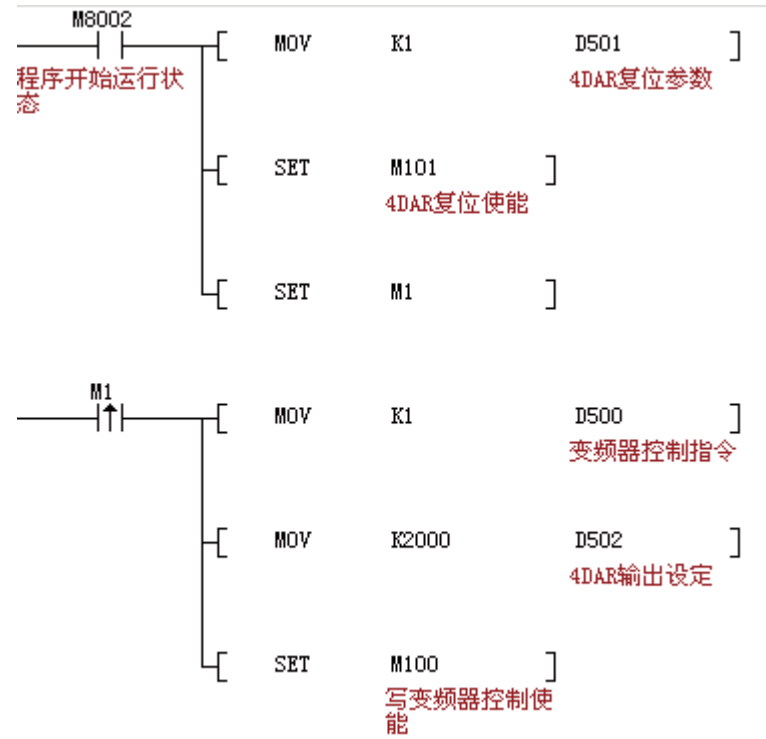 M8002
MOV K1 D501
程序开始运行状
态
4DAR复位参数
SET M101
4DAR复位使能
SET M1
M1
MOV K1 D500
变频器控制指令
MOV K2000 D502
4DAR输出设定
SET M100
写变频器控制使
能